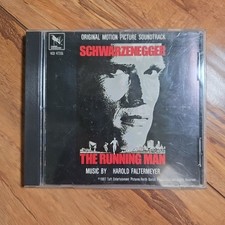 ORIGINAL MOTION PICTURE SOUNDTRACK
SCHWARZENEGGER
THE RUNNING MAN
MUSIC BY HAROLD FALTERMEYER